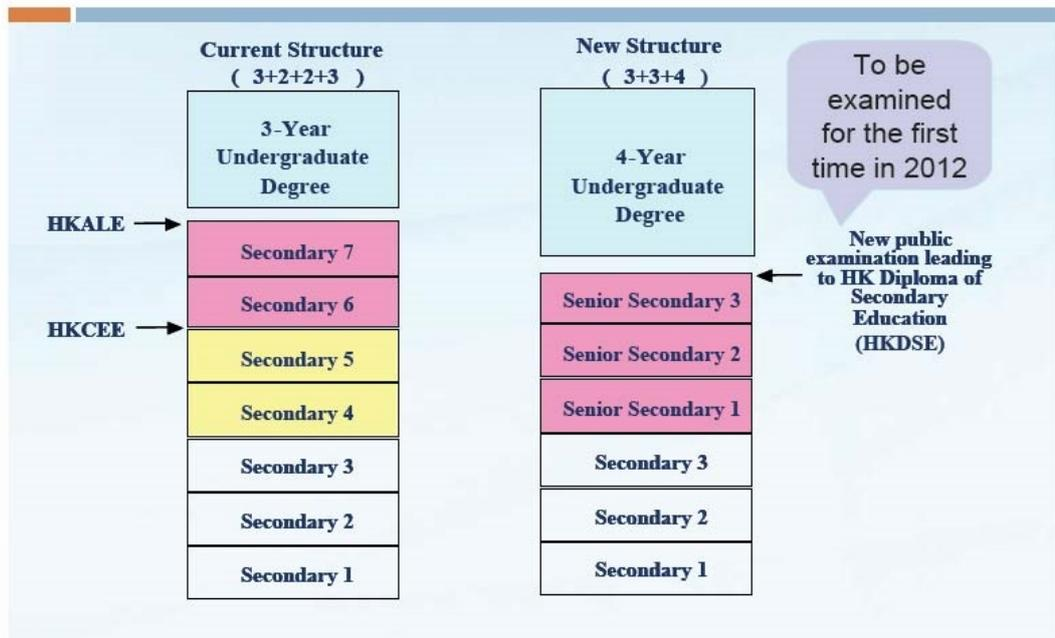 Current Structure
( 3+2+2+3 )
3-Year
Undergraduate
Degree
HKALE
Secondary 7
Secondary 6
HKCEE
Secondary 5
Secondary 4
Secondary 3
Secondary 2
Secondary 1
New Structure
( 3+3+4 )
4-Year
Undergraduate
Degree
Senior Secondary 3
Senior Secondary 2
Senior Secondary 1
Secondary 3
Secondary 2
Secondary 1
To be
examined
for the first
time in 2012
New public
examination leading
to HK Diploma of
Secondary
Education
(HKDSE)